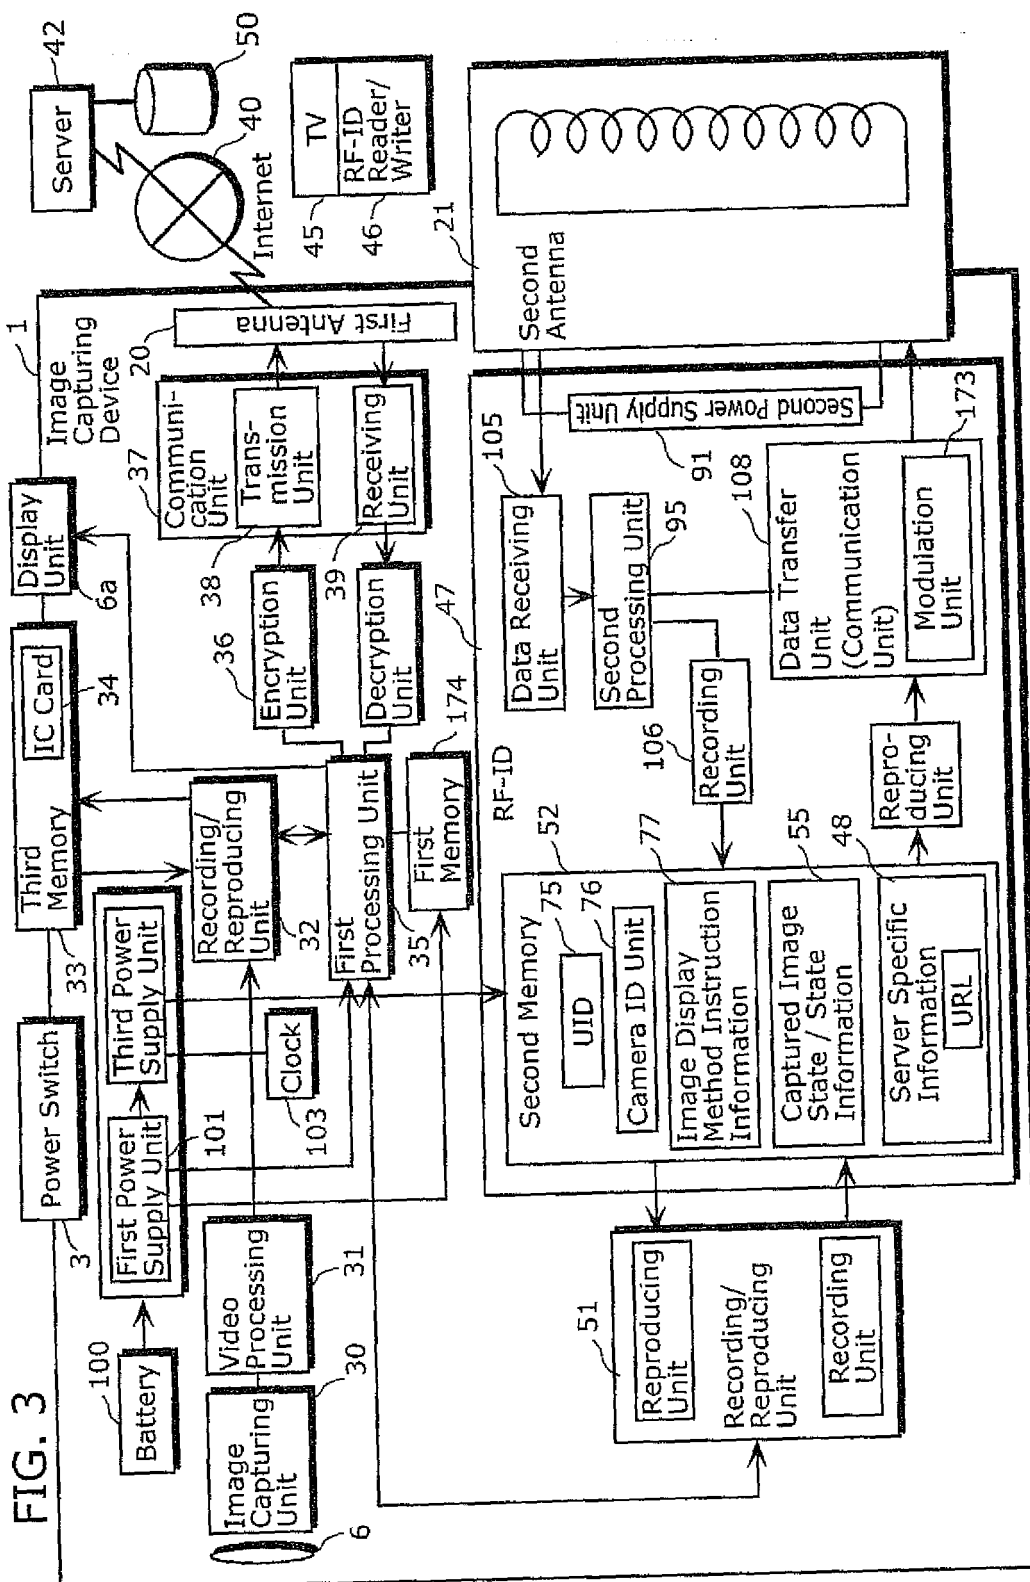 FIG. 3
3
Power Switch
33
Third
Memory
IC Card
34
Display
Unit
6a
1
Image
Capturing
Device
Server
42
50
40
Internet
100
Battery
First Power
Supply Unit
101
Third Power
Supply Unit
103
Clock
Image
Capturing
Unit
30
6
Video
Processing
Unit
31
Recording/
Reproducing
Unit
32
First
Processing Unit
35
First
Memory
174
36
Encryption
Unit
Decryption
Unit
37
Communi-
cation
Unit
38
Trans-
mission
Unit
39
Receiving
Unit
20
First Antenna
45
TV
46
RF-ID
Reader/
Writer
21
Second
Antenna
47
RF-ID
51
Reproducing
Unit
Recording/
Reproducing
Unit
Recording
Unit
Second Memory
52
UID
75
Camera ID Unit
76
Image Display
Method Instruction
Information
77
Captured Image
State / State
Information
55
Server Specific
Information
48
URL
106
Recording
Unit
Data Receiving
Unit
105
Second
Processing Unit
95
91
Second Power Supply Unit
Repro-
ducing
Unit
Data Transfer
Unit
(Communication
Unit)
108
Modulation
Unit
173